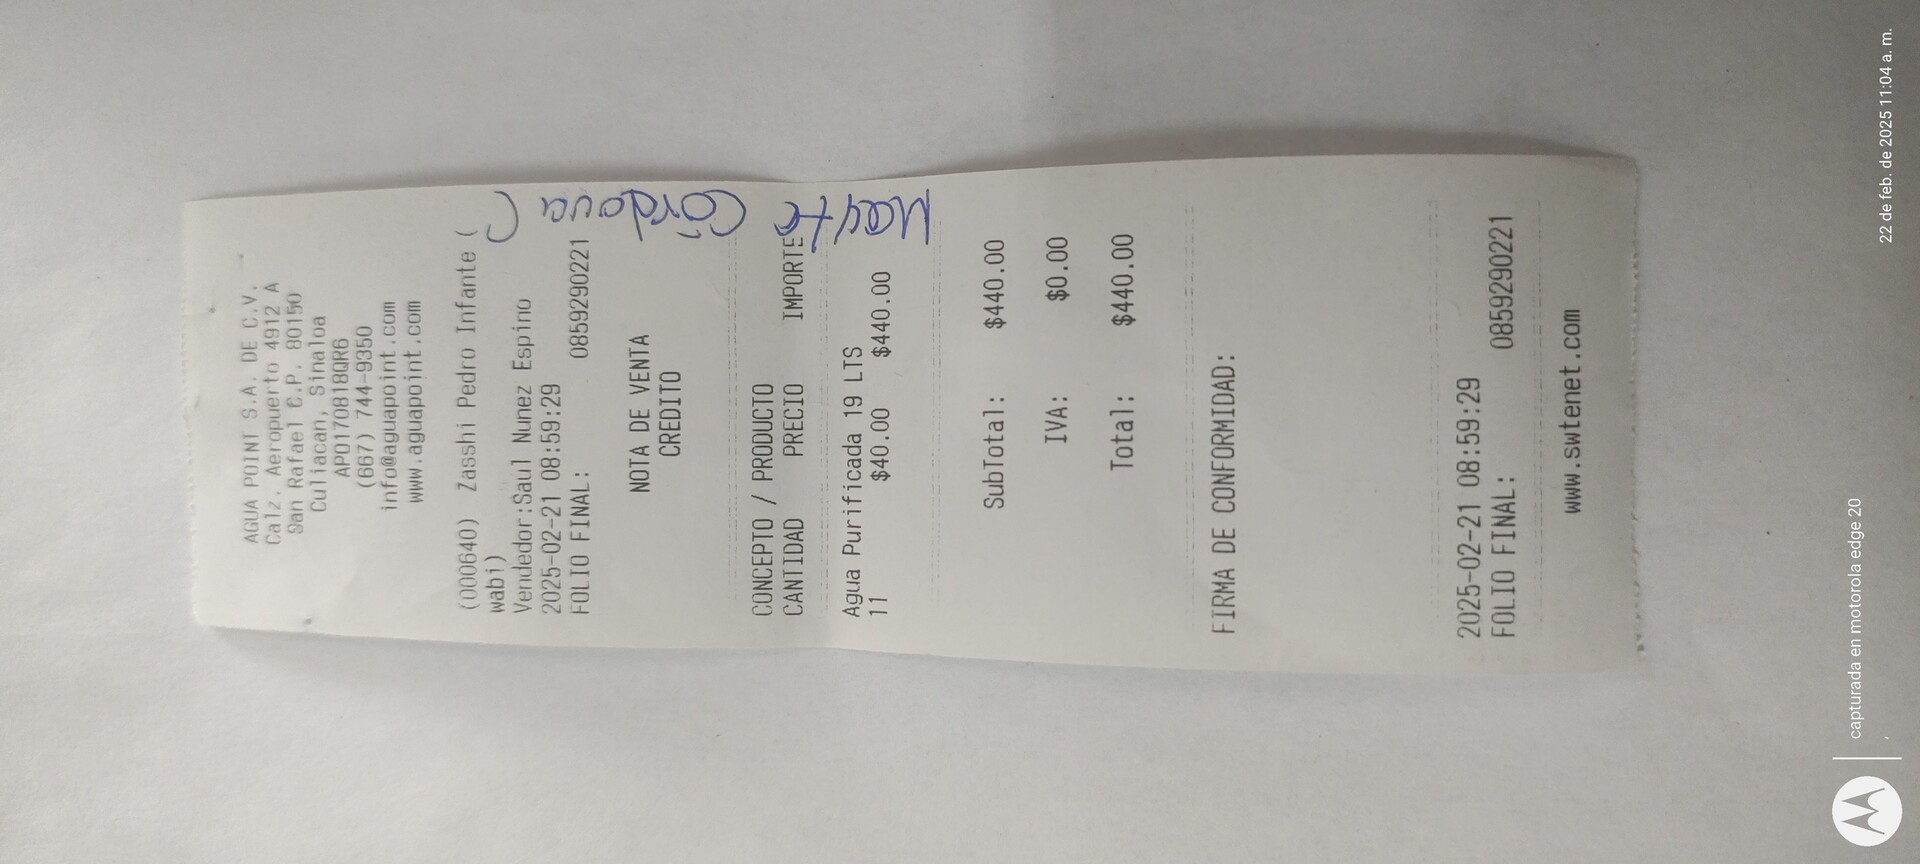 AGUA POINT S.A. DE C.V.
Calz. Aeropuerto 4912 A
San Rafael C.P. 80150
Culiacan, Sinaloa
APO170818QR6
(667) 744-9350
info@aguapoint.com
www.aguapoint.com
(000640) Zasshi Pedro Infante (
wabi)
Vendedor:Saul Nunez Espino
2025-02-21 08:59:29
FOLIO FINAL: 0859290221
NOTA DE VENTA
CREDITO
CONCEPTO / PRODUCTO
CANTIDAD PRECIO IMPORTE
Agua Purificada 19 LTS
11 $40.00 $440.00
SubTotal: $440.00
IVA: $0.00
Total: $440.00
FIRMA DE CONFORMIDAD:
2025-02-21 08:59:29
FOLIO FINAL: 0859290221
www.swtenet.com
Mayte Córdova C
capturada en motorola edge 20
22 de feb. de 2025 11:04 a. m.